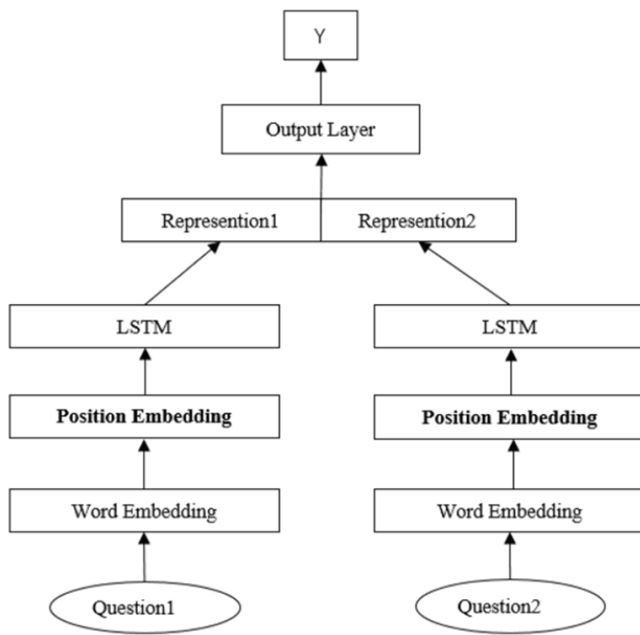 Y
Output Layer
Represention1 Represention2
LSTM LSTM
Position Embedding Position Embedding
Word Embedding Word Embedding
Question1 Question2